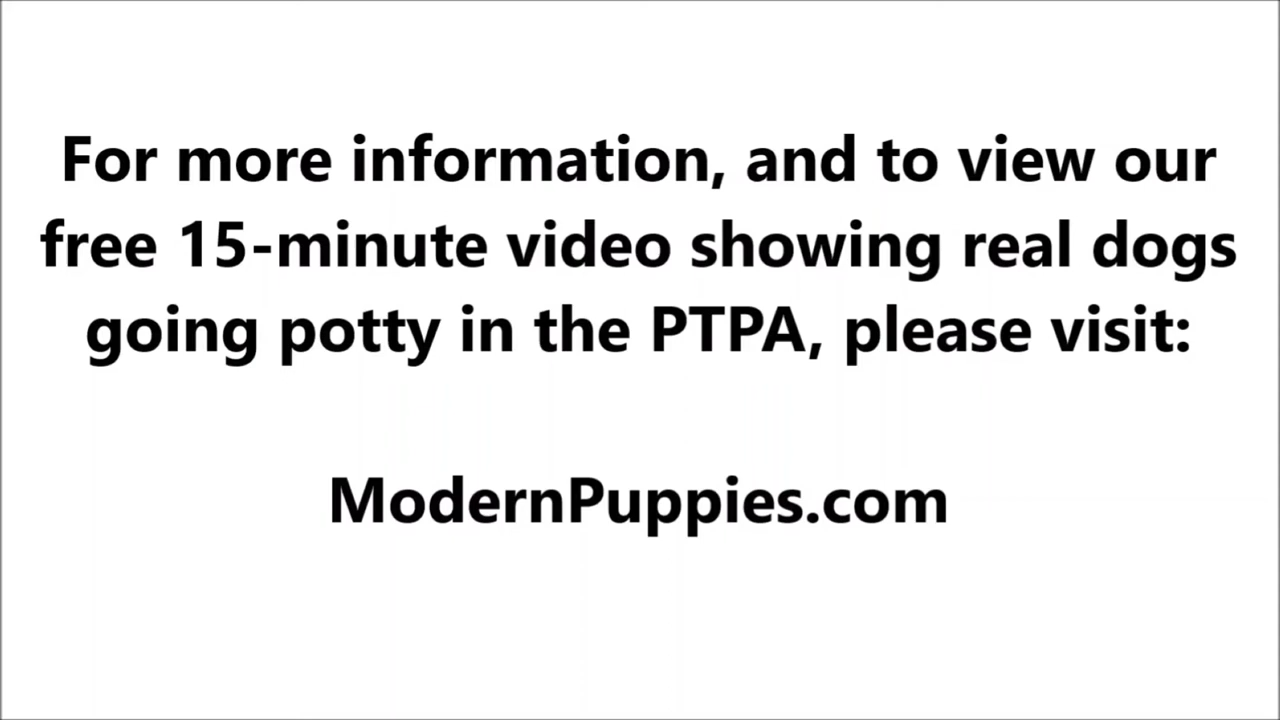 For more information, and to view our
free 15-minute video showing real dogs
going potty in the PTPA, please visit:
ModernPuppies.com